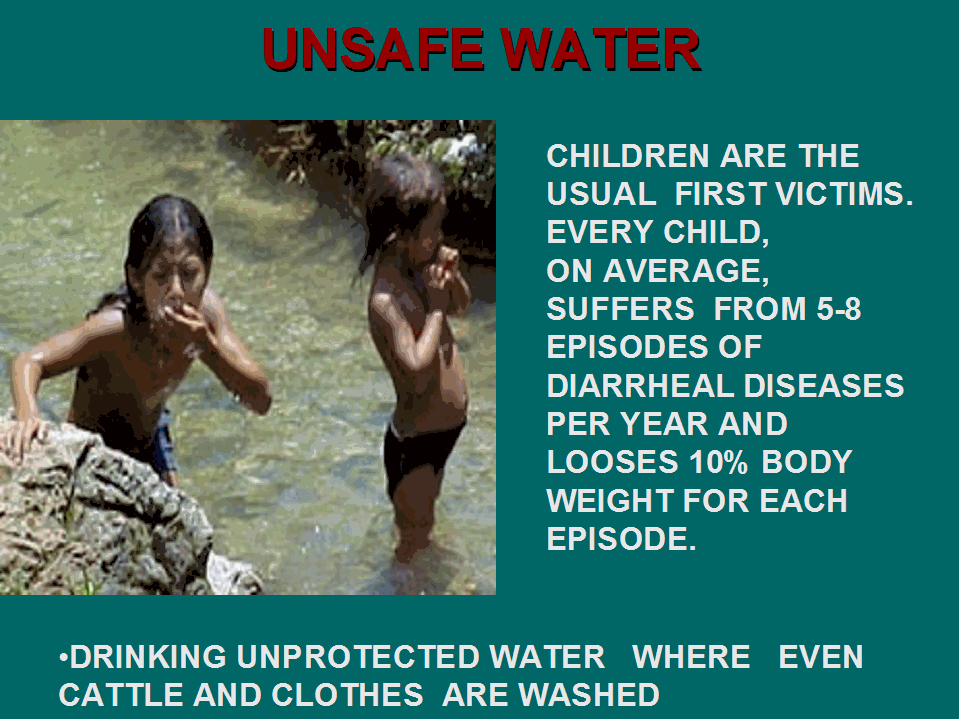 UNSAFE WATER
CHILDREN ARE THE
USUAL FIRST VICTIMS.
EVERY CHILD,
ON AVERAGE,
SUFFERS FROM 5-8
EPISODES OF
DIARRHEAL DISEASES
PER YEAR AND
LOOSES 10% BODY
WEIGHT FOR EACH
EPISODE.
•DRINKING UNPROTECTED WATER WHERE EVEN
CATTLE AND CLOTHES ARE WASHED